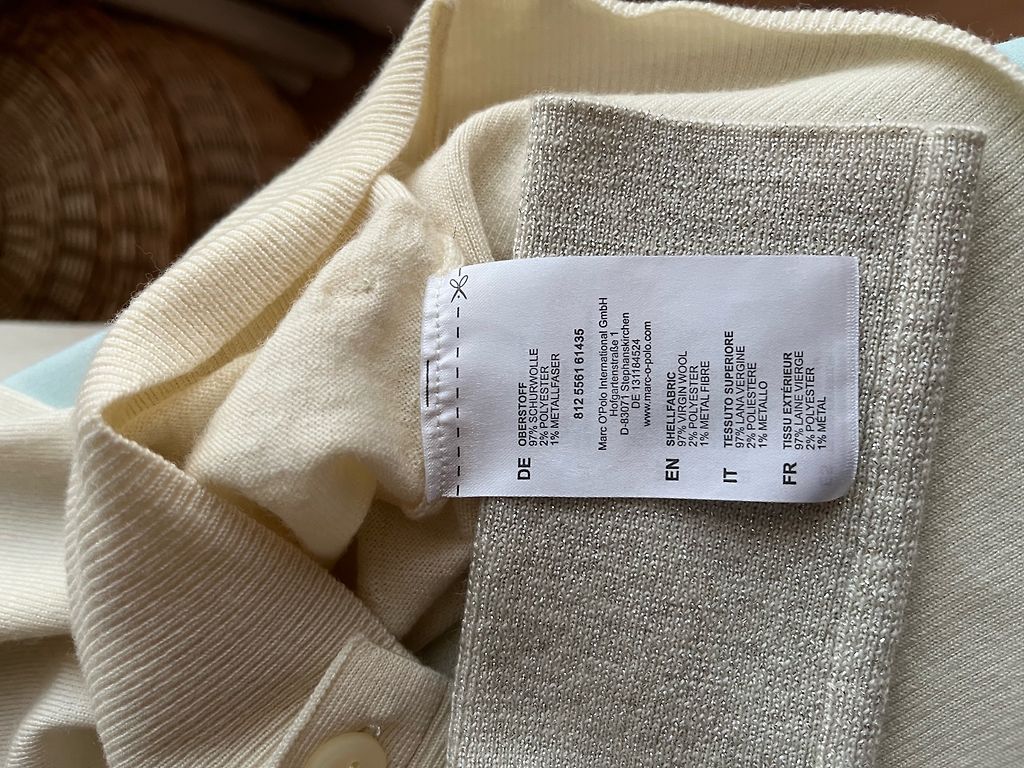 DE OBERSTOFF
97% SCHURWOLLE
2% POLYESTER
1% METALLFASER
812 5561 61435
Marc O'Polo International GmbH
Hofgartenstraße 1
D-83071 Stephanskirchen
DE 131184524
www.marc-o-polo.com
EN SHELLFABRIC
97% VIRGIN WOOL
2% POLYESTER
1% METAL FIBRE
IT TESSUTO SUPERIORE
97% LANA VERGINE
2% POLIESTERE
1% METALLO
FR TISSU EXTÉRIEUR
97% LAINE VIERGE
2% POLYESTER
1% MÉTAL